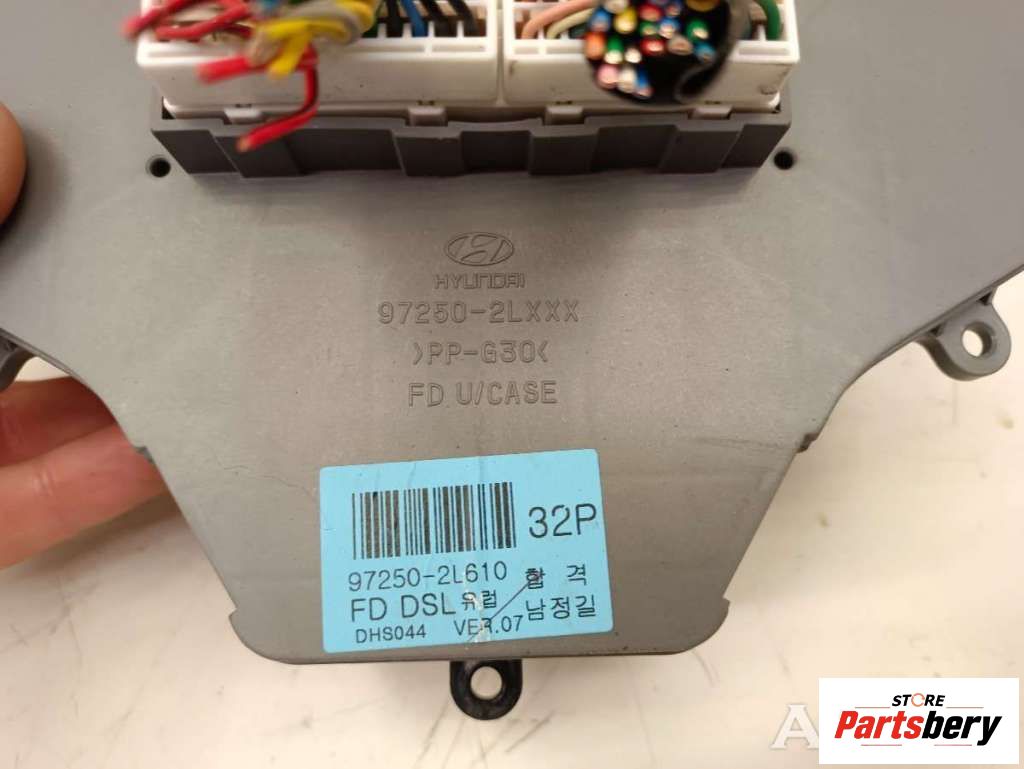 HYUNDAI
97250-2LXXX
>PP-G30<
FD U/CASE
32P
97250-2L610 합 격
FD DSL 유럽
DHS044 VER.07 남정길
STORE
Partsbery